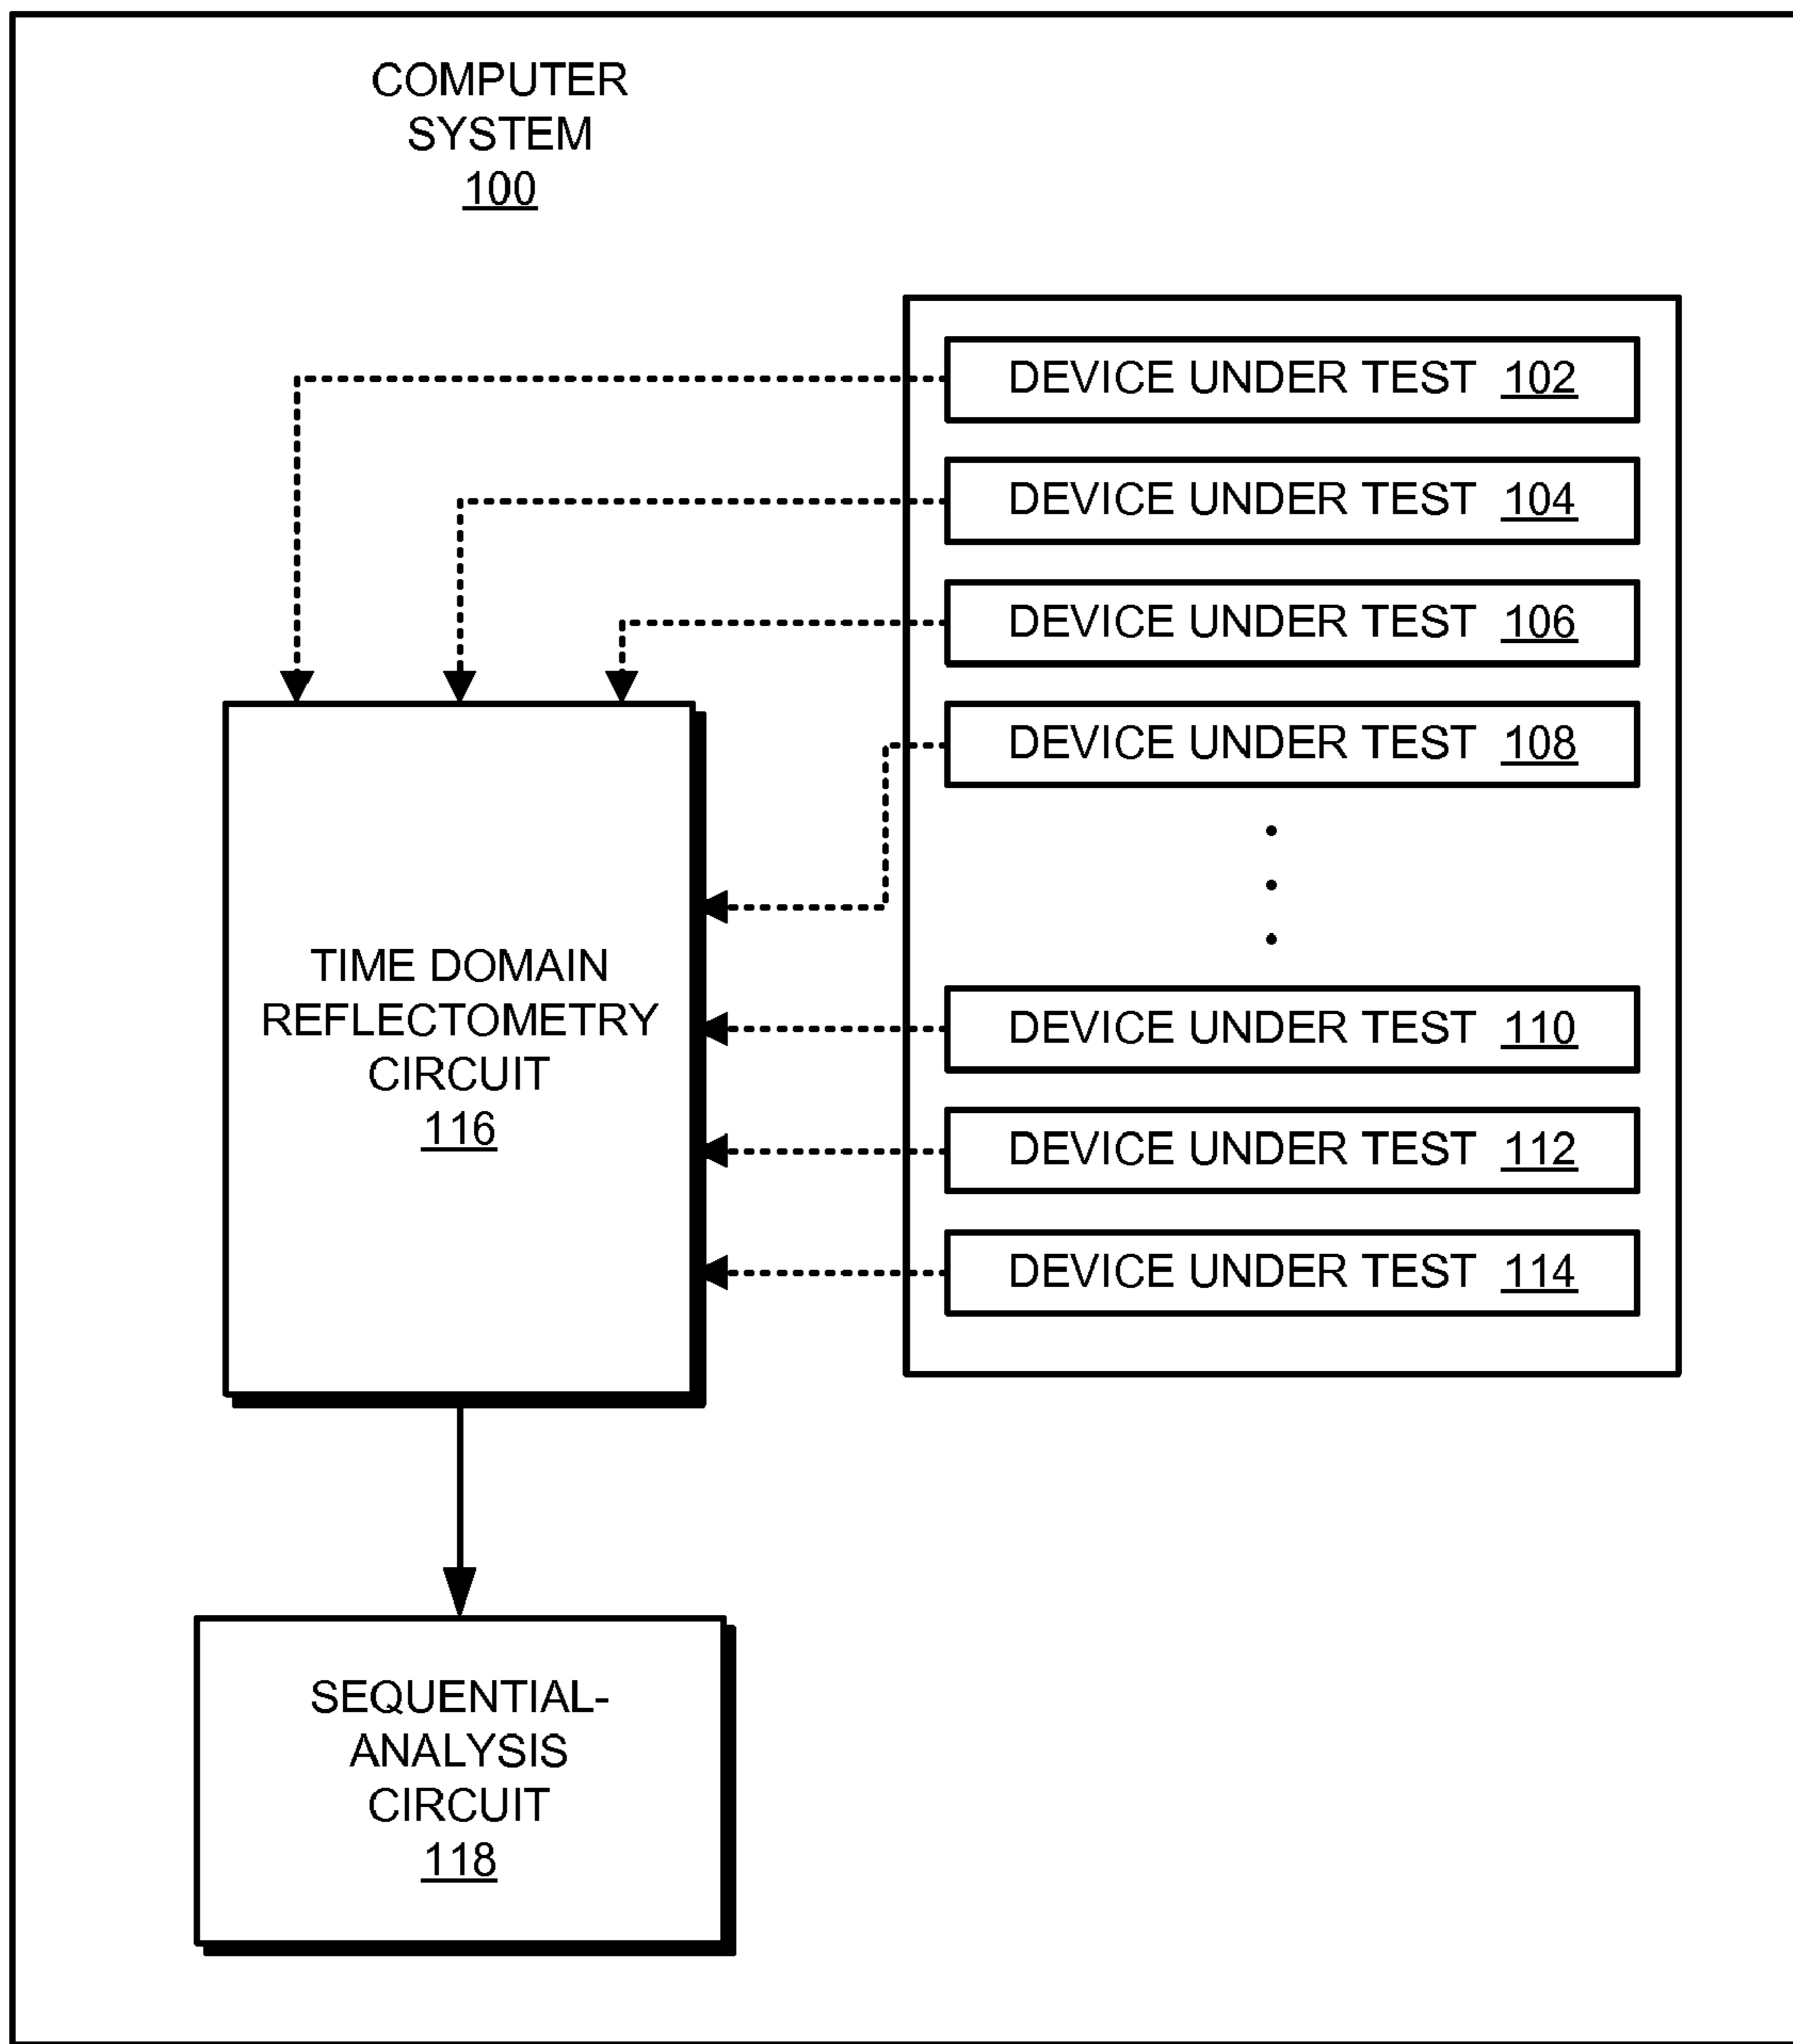 COMPUTER
SYSTEM
100
DEVICE UNDER TEST 102
DEVICE UNDER TEST 104
DEVICE UNDER TEST 106
DEVICE UNDER TEST 108
DEVICE UNDER TEST 110
DEVICE UNDER TEST 112
DEVICE UNDER TEST 114
TIME DOMAIN
REFLECTOMETRY
CIRCUIT
116
SEQUENTIAL-
ANALYSIS
CIRCUIT
118